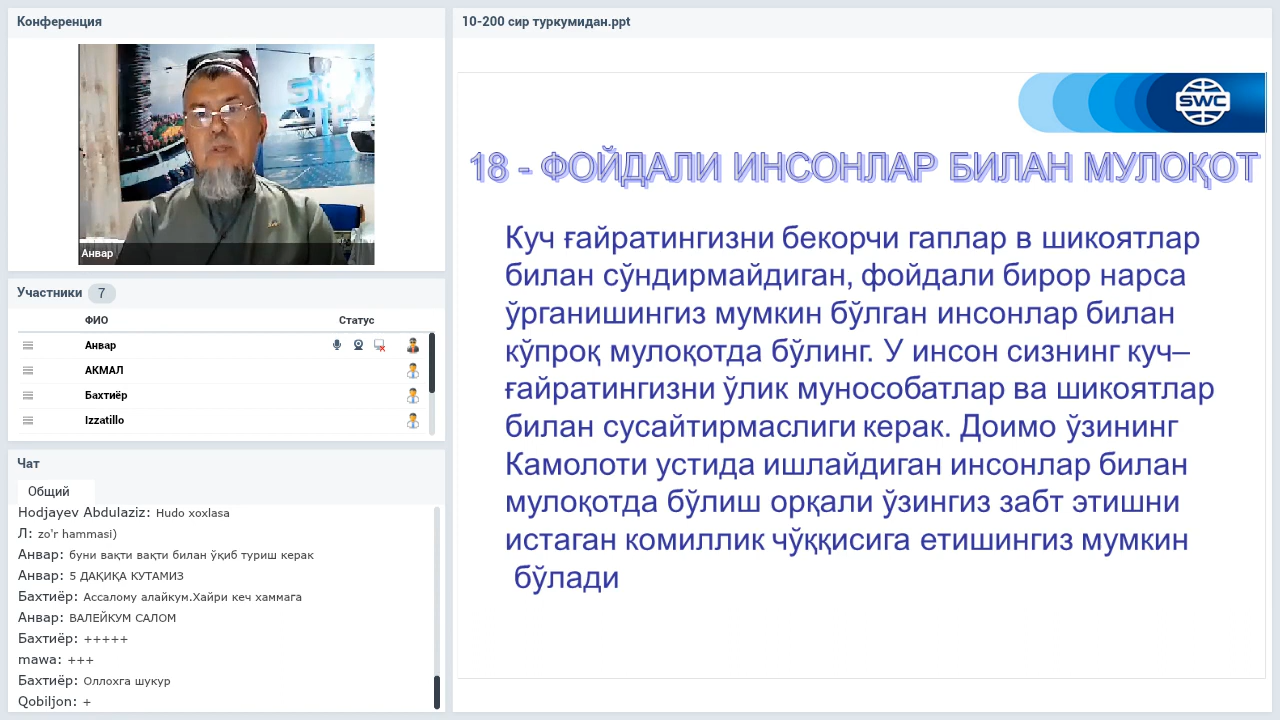 Конференция
Анвар
Участники 7
ФИО Статус
Анвар
АКМАЛ
Бахтиёр
Izzatillo
Чат
Общий
Hodjayev Abdulaziz: Hudo xoxlasa
Л: zo'r hammasi)
Анвар: буни вақти вақти билан ўқиб туриш керак
Анвар: 5 ДАҚИҚА КУТАМИЗ
Бахтиёр: Ассалому алайкум.Хайри кеч хаммага
Анвар: ВАЛЕЙКУМ САЛОМ
Бахтиёр: +++++
mawa: +++
Бахтиёр: Оллохга шукур
Qobiljon: +
10-200 сир туркумидан.ppt
SWC
18 - ФОЙДАЛИ ИНСОНЛАР БИЛАН МУЛОҚОТ
Куч ғайратингизни бекорчи гаплар в шикоятлар
билан сўндирмайдиган, фойдали бирор нарса
ўрганишингиз мумкин бўлган инсонлар билан
кўпроқ мулоқотда бўлинг. У инсон сизнинг куч–
ғайратингизни ўлик муносабатлар ва шикоятлар
билан сусайтирмаслиги керак. Доимо ўзининг
Камолоти устида ишлайдиган инсонлар билан
мулоқотда бўлиш орқали ўзингиз забт этишни
истаган комиллик чўққисига етишингиз мумкин
бўлади